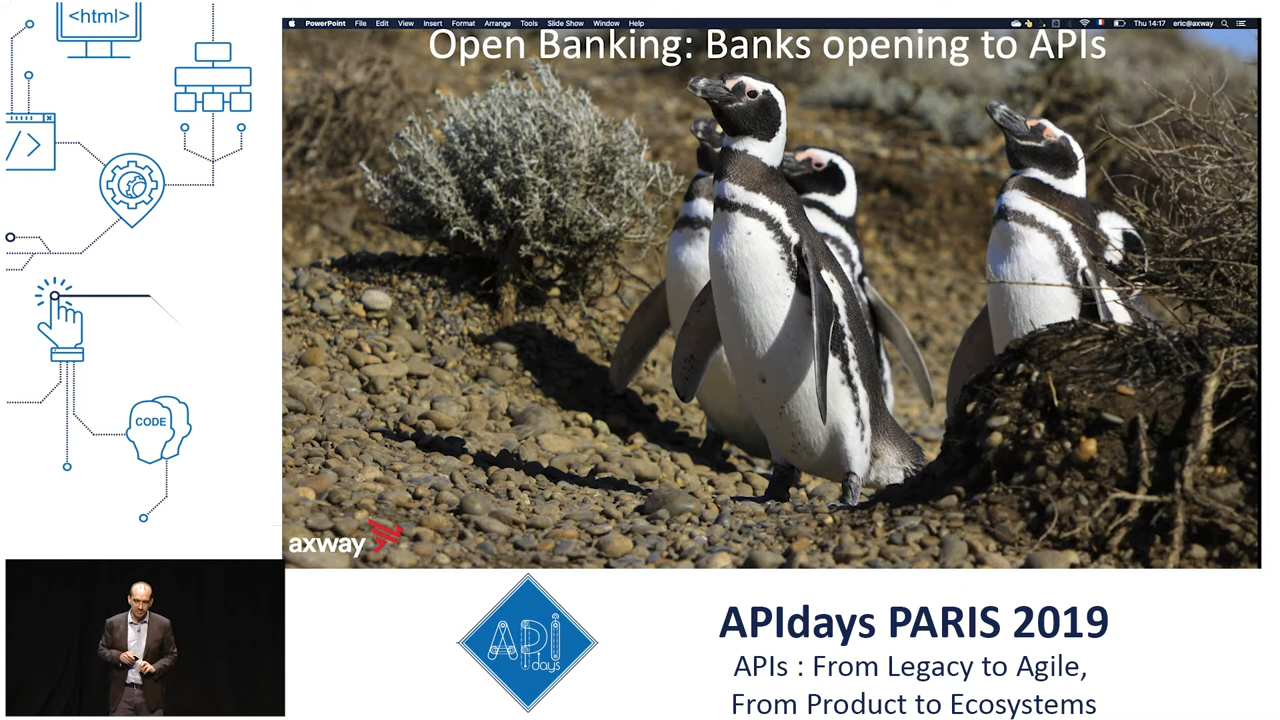 <html>
PowerPoint File Edit View Insert Format Arrange Tools Slide Show Window Help
Thu 14:17 eric@axway
Open Banking: Banks opening to APIs
</>
CODE
axway
API
days
APIdays PARIS 2019
APIs : From Legacy to Agile,
From Product to Ecosystems